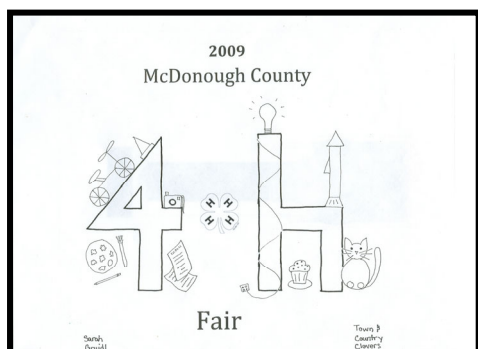 2009
McDonough County
4-H
H H
H H
Fair
Sarah
Town &
Country
Clovers